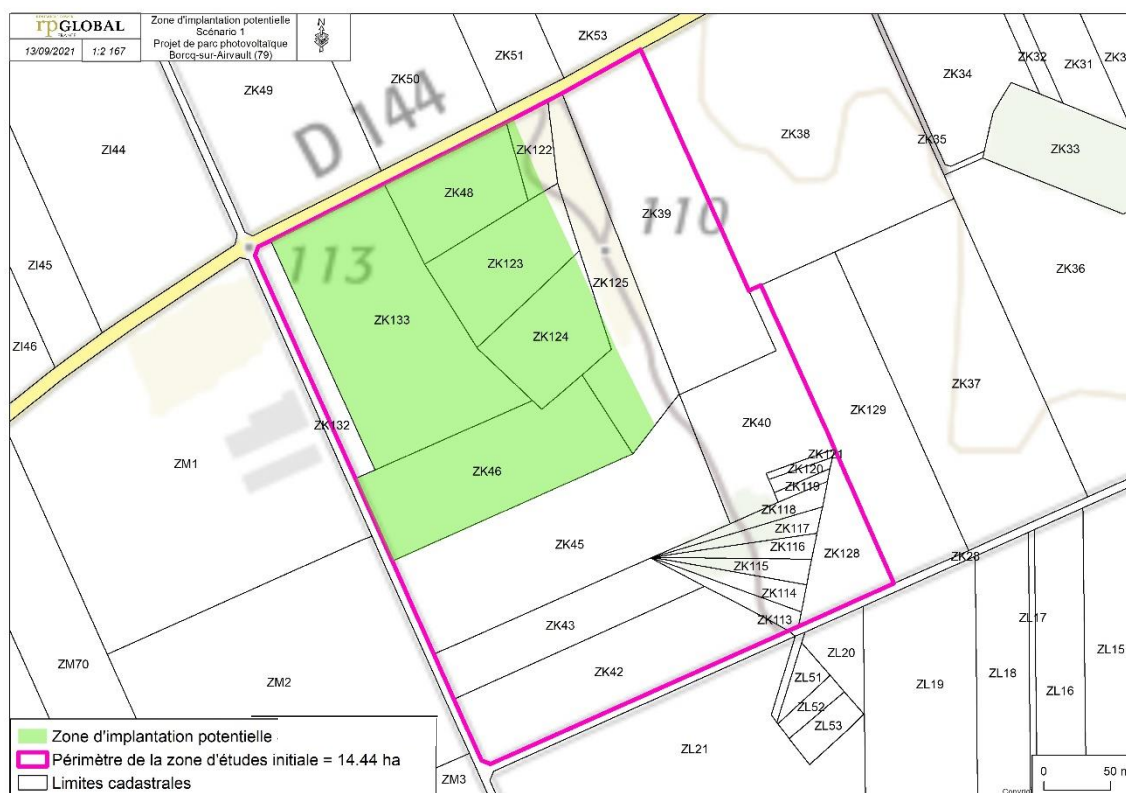 rpGLOBAL
FRANCE
13/09/2021
1:2 167
Zone d'implantation potentielle
Scénario 1
Projet de parc photovoltaïque
Borcq-sur-Airvault (79)
N
ZK53
ZK51
ZK50
ZK49
D 144
ZI44
ZK34
ZK32
ZK31
ZK3
ZK38
ZK35
ZK33
ZK122
ZK48
ZK39
110
ZI45
113
ZK123
ZK125
ZK36
ZK133
ZK124
ZI46
ZK37
ZK129
ZK132
ZK40
ZM1
ZK46
ZK121
ZK120
ZK119
ZK118
ZK117
ZK45
ZK116
ZK128
ZK115
ZK28
ZK114
ZK113
ZK43
ZL17
ZL20
ZL15
ZM70
ZK42
ZM2
ZL51
ZL19
ZL18
ZL16
ZL52
ZL53
ZL21
ZM3
Zone d'implantation potentielle
Périmètre de la zone d'études initiale = 14.44 ha
Limites cadastrales
0 50 m